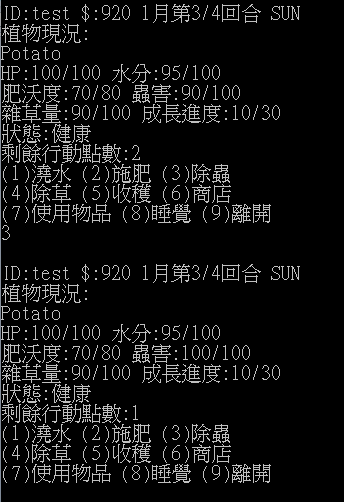 ID:test $:920 1月第3/4回合 SUN
植物現況:
Potato
HP:100/100 水分:95/100
肥沃度:70/80 蟲害:90/100
雜草量:90/100 成長進度:10/30
狀態:健康
剩餘行動點數:2
(1)澆水 (2)施肥 (3)除蟲
(4)除草 (5)收穫 (6)商店
(7)使用物品 (8)睡覺 (9)離開
3
ID:test $:920 1月第3/4回合 SUN
植物現況:
Potato
HP:100/100 水分:95/100
肥沃度:70/80 蟲害:100/100
雜草量:90/100 成長進度:10/30
狀態:健康
剩餘行動點數:1
(1)澆水 (2)施肥 (3)除蟲
(4)除草 (5)收穫 (6)商店
(7)使用物品 (8)睡覺 (9)離開